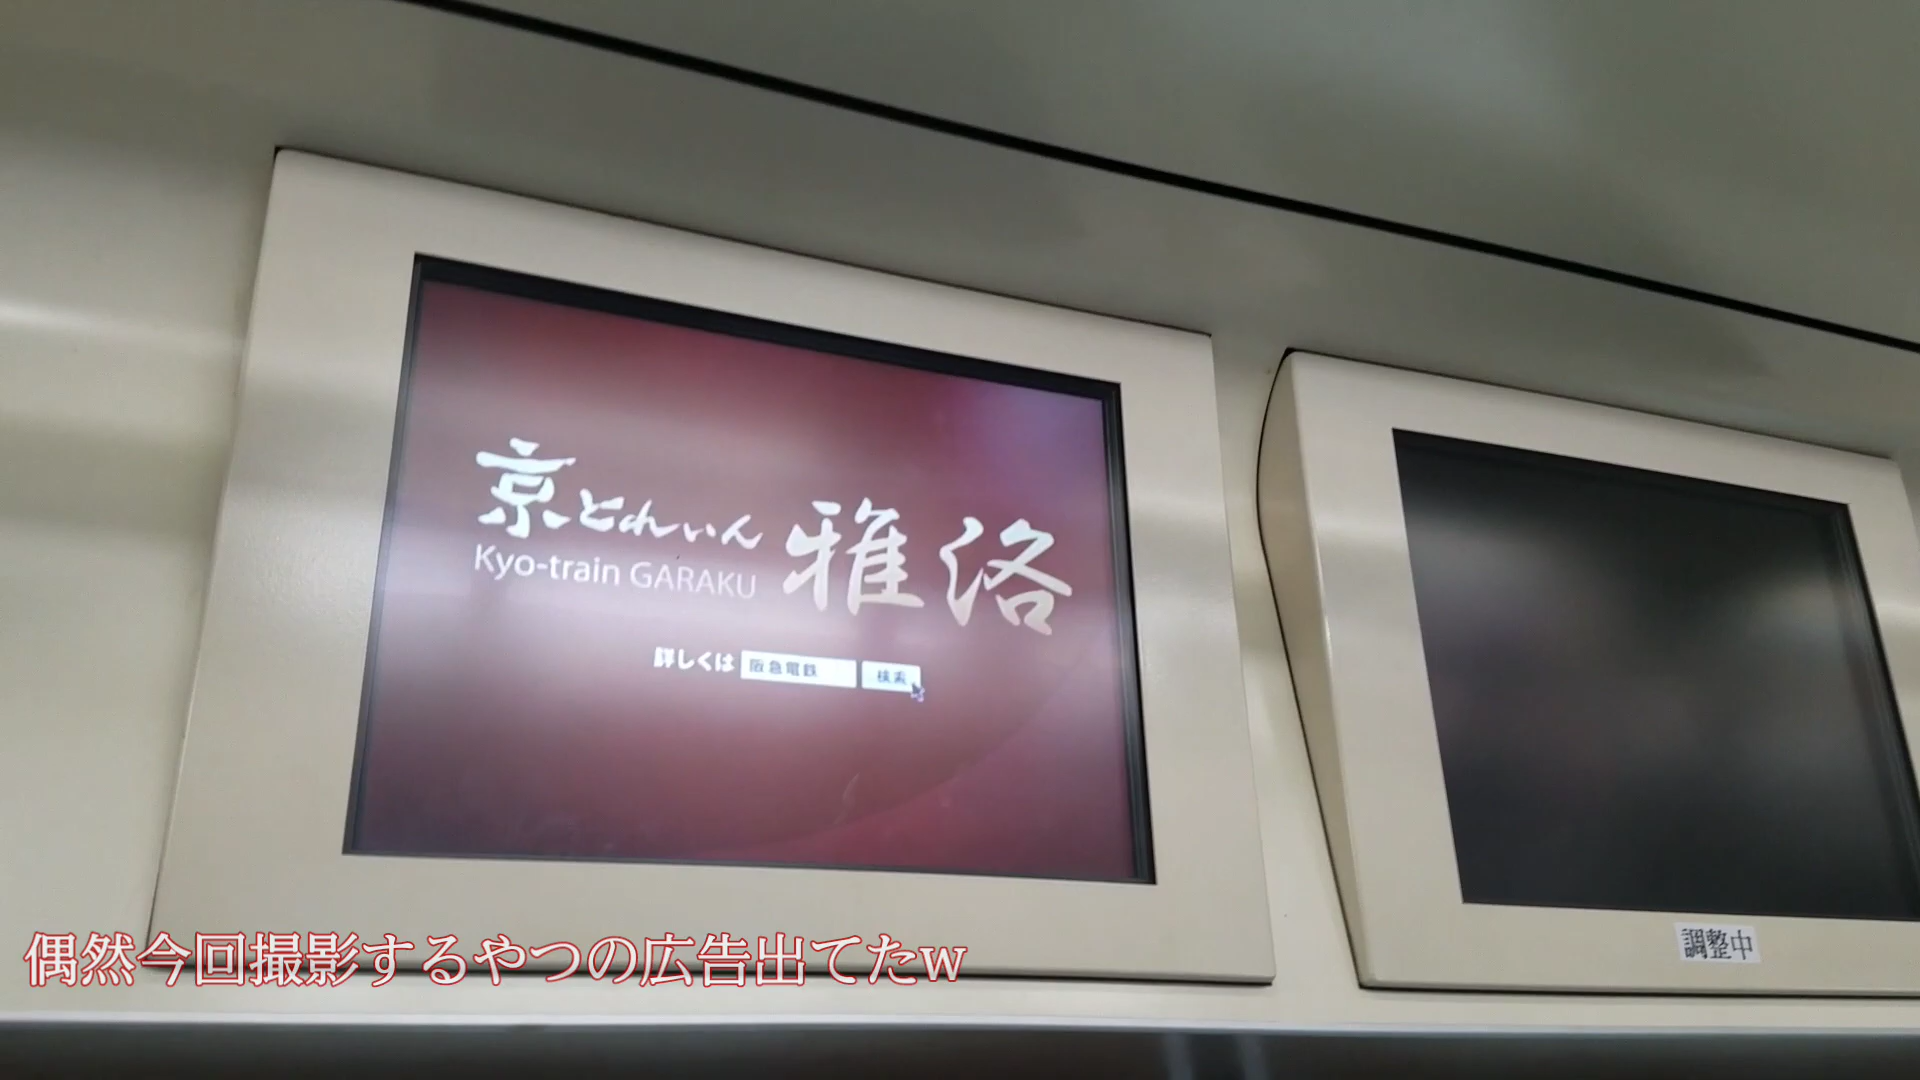 京とれいん 雅洛
Kyo-train GARAKU
詳しくは 阪急電鉄 検索
調整中
偶然今回撮影するやつの広告出てたw